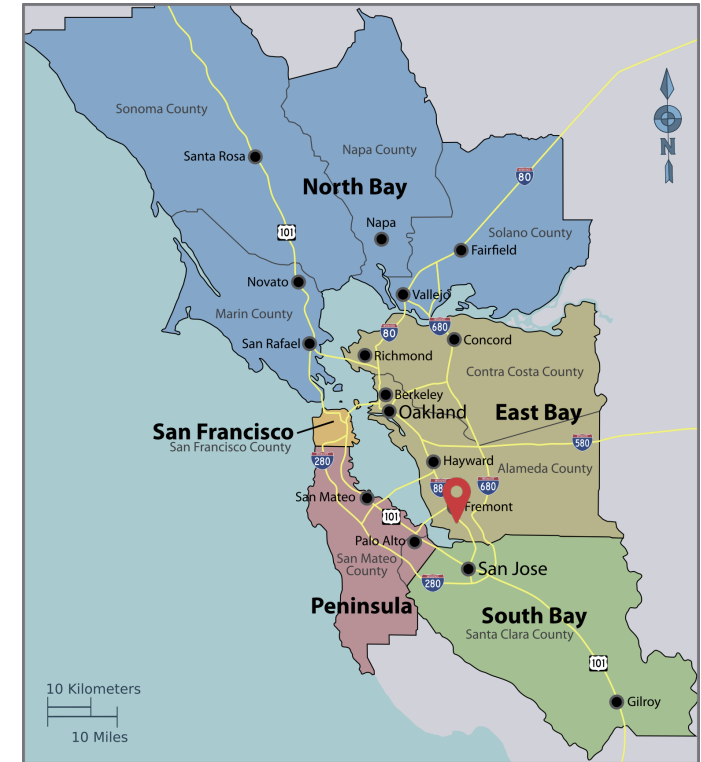 Sonoma County
Napa County
Santa Rosa
North Bay
80
101
Napa
Solano County
Fairfield
N
Novato
Vallejo
Marin County
680
80
San Rafael
Concord
Richmond
Contra Costa County
Berkeley
Oakland
East Bay
San Francisco
San Francisco County
580
280
Hayward
Alameda County
San Mateo
88
680
Fremont
101
Palo Alto
San Mateo
County
San Jose
280
Peninsula
South Bay
Santa Clara County
101
10 Kilometers
10 Miles
Gilroy